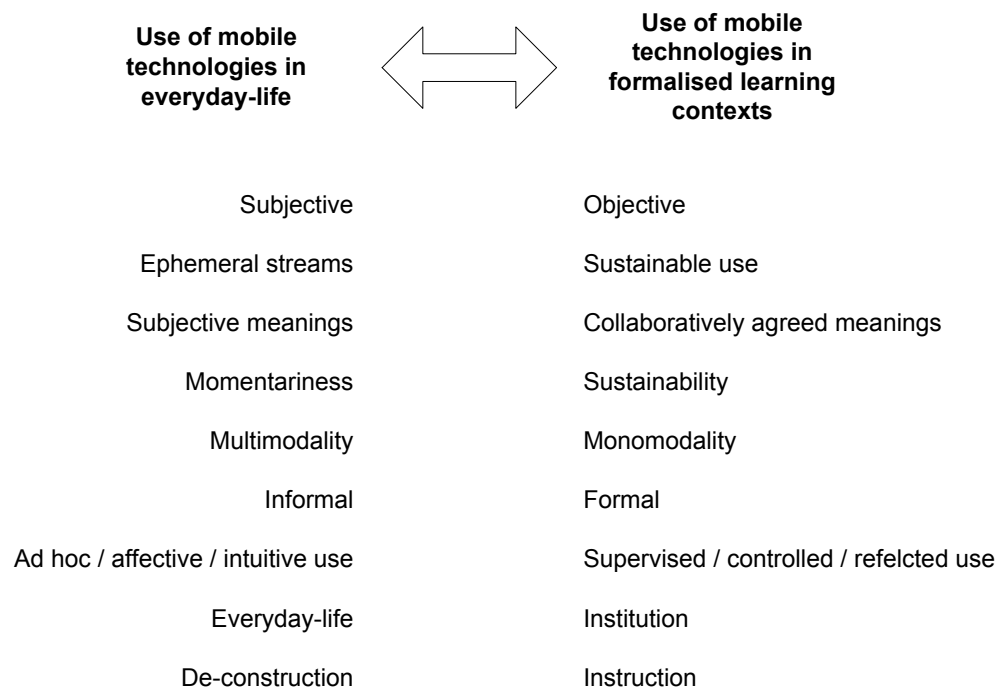 Use of mobile
technologies in
everyday-life
Use of mobile
technologies in
formalised learning
contexts
Subjective
Objective
Ephemeral streams
Sustainable use
Subjective meanings
Collaboratively agreed meanings
Momentariness
Sustainability
Multimodality
Monomodality
Informal
Formal
Ad hoc / affective / intuitive use
Supervised / controlled / refelcted use
Everyday-life
Institution
De-construction
Instruction